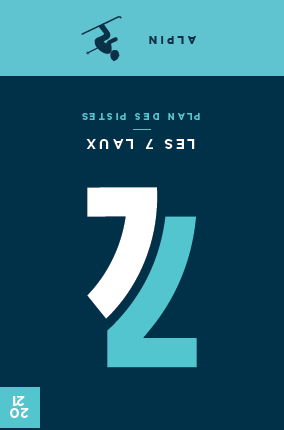 20
21
7
LES 7 LAUX
PLAN DES PISTES
ALPIN